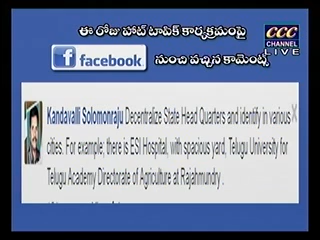 ఈ రోజు హాట్ టాపిక్ కార్యక్రమంపై
CCC
CHANNEL
LIVE
f facebook. నుంచి వచ్చిన కామెంట్స్
Kandavalli Solomonraju Decentralize State Head Quarters and identify in various
cities. For example; there is ESI Hospital, with spacious yard, Telugu University for
Telugu Academy Directorate of Agriculture at Rajahmundry .